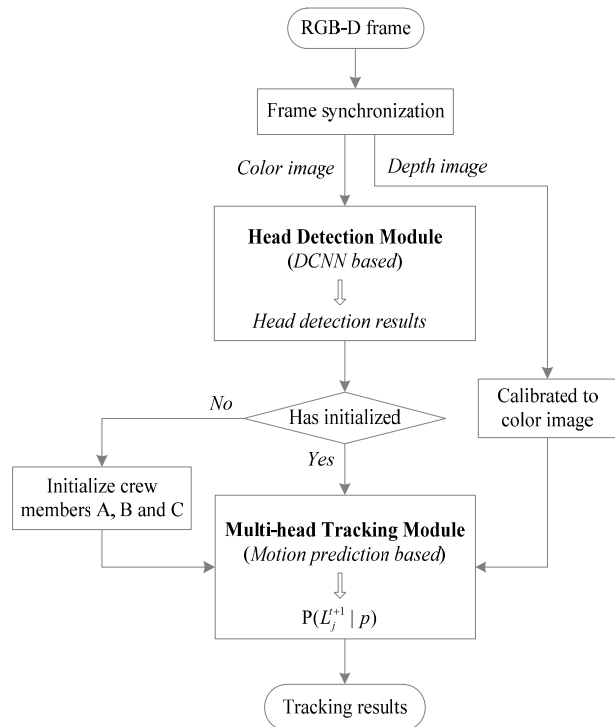 RGB-D frame
Frame synchronization
Color image
Depth image
Head Detection Module
(DCNN based)
Head detection results
No
Has initialized
Yes
Calibrated to
color image
Initialize crew
members A, B and C
Multi-head Tracking Module
(Motion prediction based)
P(L_j^{t+1} | p)
Tracking results